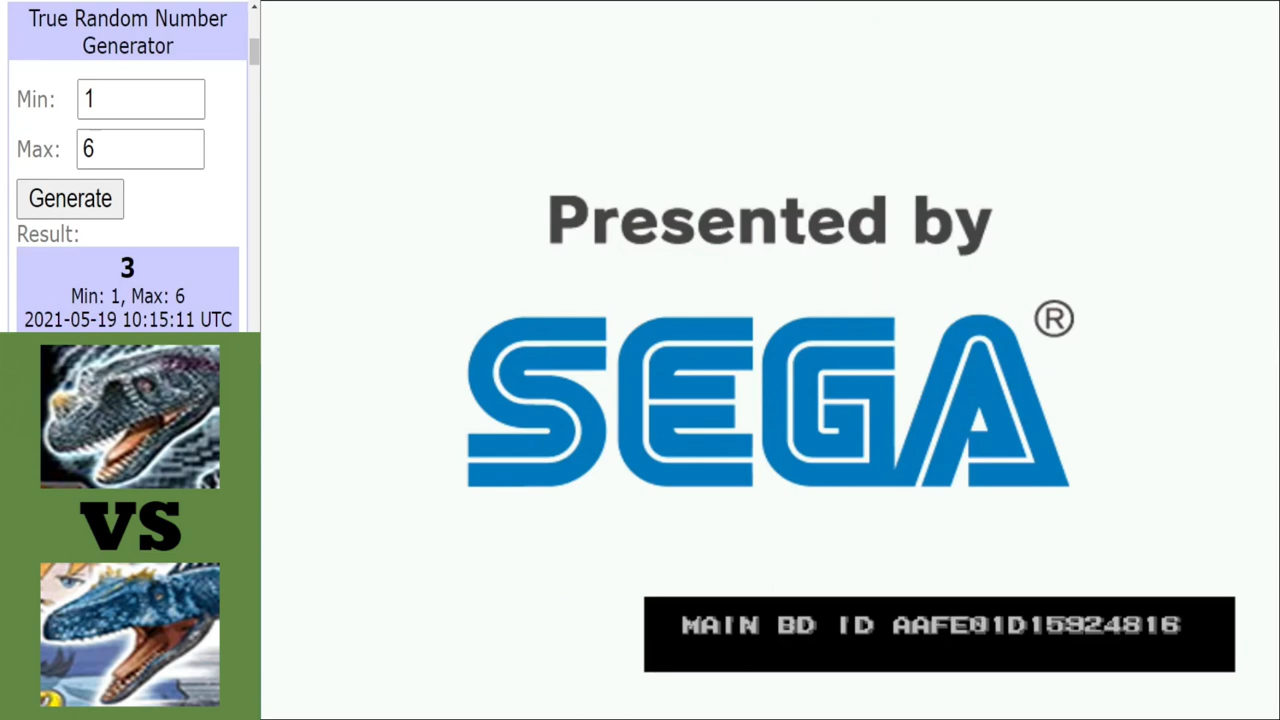 True Random Number
Generator
Min: 1
Max: 6
Generate
Result:
3
Min: 1, Max: 6
2021-05-19 10:15:11 UTC
vs
Presented by
SEGA®
MAIN BD ID AAFE01D15924816